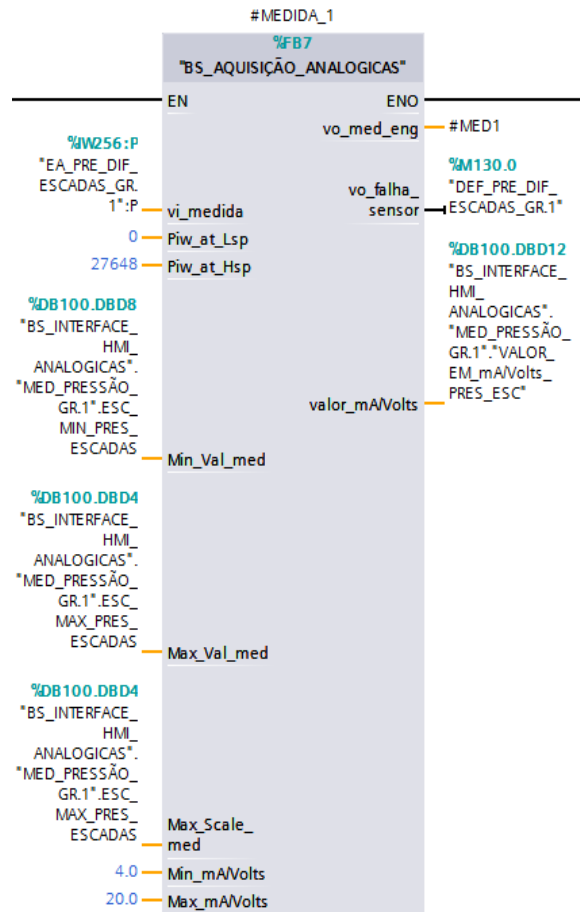 #MEDIDA_1
%FB7
"BS_AQUISIÇÃO_ANALOGICAS"
EN
ENO
vo_med_eng
#MED1
%IW256:P
"EA_PRE_DIF_
ESCADAS_GR.
1":P
vi_medida
vo_falha_
sensor
%M130.0
"DEF_PRE_DIF_
ESCADAS_GR.1"
0
Piw_at_Lsp
27648
Piw_at_Hsp
%DB100.DBD12
"BS_INTERFACE_
HMI_
ANALOGICAS".
"MED_PRESSÃO_
GR.1"."VALOR_
EM_mA/Volts_
PRES_ESC"
valor_mA/Volts
%DB100.DBD8
"BS_INTERFACE_
HMI_
ANALOGICAS".
"MED_PRESSÃO_
GR.1".ESC_
MIN_PRES_
ESCADAS
Min_Val_med
%DB100.DBD4
"BS_INTERFACE_
HMI_
ANALOGICAS".
"MED_PRESSÃO_
GR.1".ESC_
MAX_PRES_
ESCADAS
Max_Val_med
%DB100.DBD4
"BS_INTERFACE_
HMI_
ANALOGICAS".
"MED_PRESSÃO_
GR.1".ESC_
MAX_PRES_
ESCADAS
Max_Scale_
med
4.0
Min_mA/Volts
20.0
Max_mA/Volts